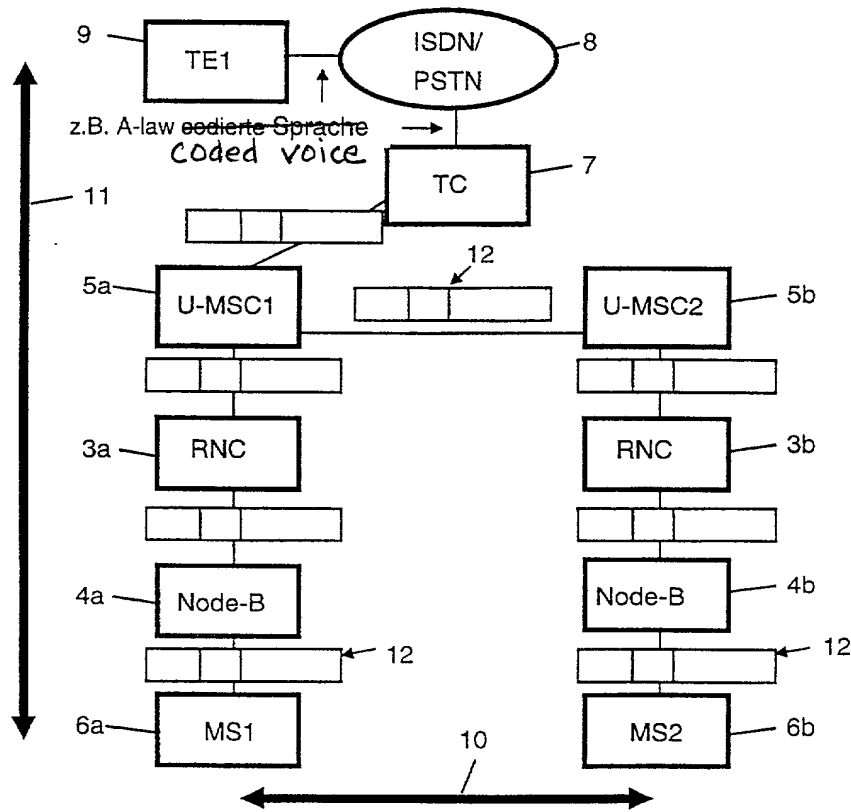 9
TE1
ISDN/
PSTN
8
z.B. A-law codierte Sprache
coded voice
11
TC
7
12
5a
U-MSC1
U-MSC2
5b
3a
RNC
RNC
3b
4a
Node-B
Node-B
4b
12
12
6a
MS1
MS2
6b
10